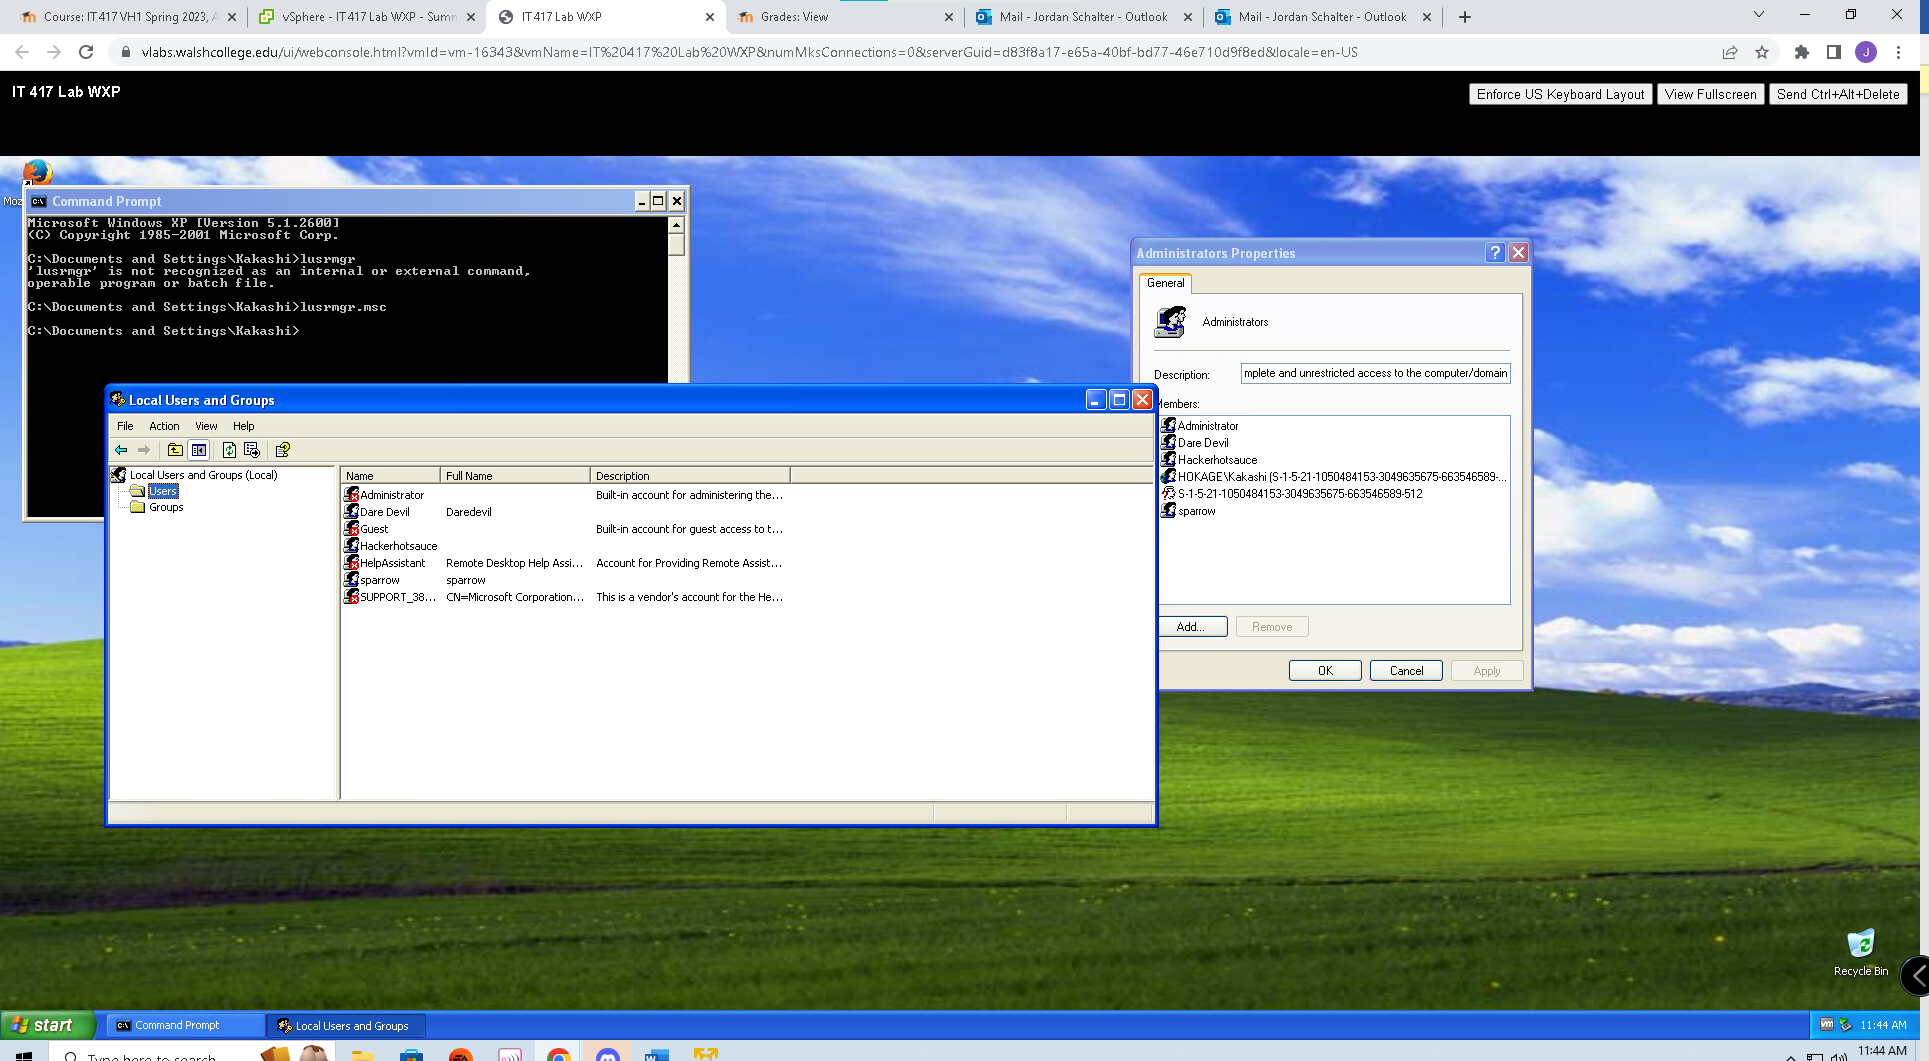 Course: IT417 VH1 Spring 2023, A
vSphere - IT417 Lab WXP - Summ
IT417 Lab WXP
Grades: View
Mail - Jordan Schalter - Outlook
Mail - Jordan Schalter - Outlook
vlabs.walshcollege.edu/ui/webconsole.html?vmId=vm-16343&vmName=IT%20417%20Lab%20WXP&numMksConnections=0&serverGuid=d83f8a17-e65a-40bf-bd77-46e710d9f8ed&locale=en-US
J
IT 417 Lab WXP
Enforce US Keyboard Layout
View Fullscreen
Send Ctrl+Alt+Delete
Moz
Command Prompt
Microsoft Windows XP [Version 5.1.2600]
(C) Copyright 1985-2001 Microsoft Corp.
C:\Documents and Settings\Kakashi>lusrmgr
'lusrmgr' is not recognized as an internal or external command,
operable program or batch file.
C:\Documents and Settings\Kakashi>lusrmgr.msc
C:\Documents and Settings\Kakashi>
Administrators Properties
General
Administrators
Description:
mplete and unrestricted access to the computer/domain
Members:
Administrator
Dare Devil
Hackerhotsauce
HOKAGE\Kakashi (S-1-5-21-1050484153-3049635675-663546589-...
S-1-5-21-1050484153-3049635675-663546589-512
sparrow
Add...
Remove
OK
Cancel
Apply
Local Users and Groups
File Action View Help
Local Users and Groups (Local)
Users
Groups
Name Full Name Description
Administrator Built-in account for administering the...
Dare Devil Daredevil
Guest Built-in account for guest access to t...
Hackerhotsauce
HelpAssistant Remote Desktop Help Assi... Account for Providing Remote Assist...
sparrow sparrow
SUPPORT_38... CN=Microsoft Corporation... This is a vendor's account for the He...
Recycle Bin
start
Command Prompt
Local Users and Groups
vm
11:44 AM
Type here to search
11:44 AM